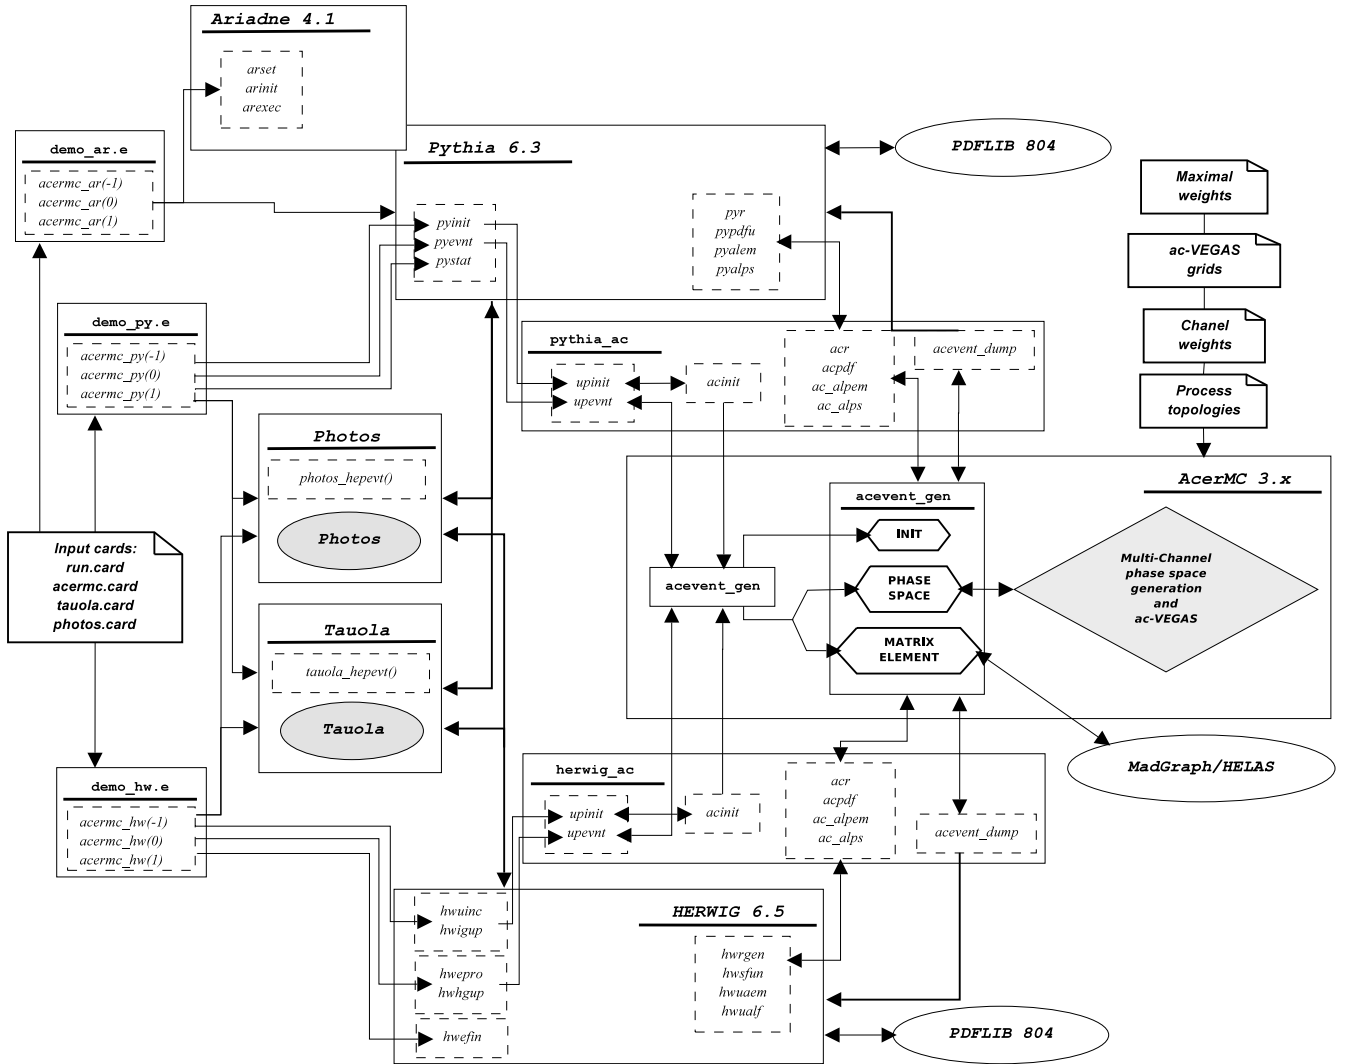 Ariadne 4.1
arset
arinit
arexec
demo_ar.e
acermc_ar(-1)
acermc_ar(0)
acermc_ar(1)
Pythia 6.3
pyinit
pyevnt
pystat
pyr
pypdfu
pyalem
pyalps
PDFLIB 804
Maximal
weights
ac-VEGAS
grids
Chanel
weights
Process
topologies
demo_py.e
acermc_py(-1)
acermc_py(0)
acermc_py(1)
pythia_ac
upinit
upevnt
acinit
acr
acpdf
ac_alpem
ac_alps
acevent_dump
Photos
photos_hepevt()
Photos
Input cards:
run.card
acermc.card
tauola.card
photos.card
Tauola
tauola_hepevt()
Tauola
AcerMC 3.x
acevent_gen
acevent_gen
INIT
PHASE
SPACE
MATRIX
ELEMENT
Multi-Channel
phase space
generation
and
ac-VEGAS
MadGraph/HELAS
demo_hw.e
acermc_hw(-1)
acermc_hw(0)
acermc_hw(1)
herwig_ac
upinit
upevnt
acinit
acr
acpdf
ac_alpem
ac_alps
acevent_dump
HERWIG 6.5
hwuinc
hwigup
hwepro
hwhgup
hwefin
hwrgen
hwsfun
hwuaem
hwualf
PDFLIB 804